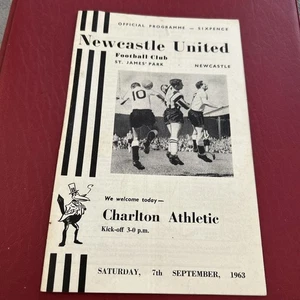 OFFICIAL PROGRAMME — SIXPENCE
Newcastle United
Football Club
ST. JAMES' PARK NEWCASTLE
10
We welcome today—
Charlton Athletic
Kick-off 3-0 p.m.
SATURDAY, 7th SEPTEMBER, 1963